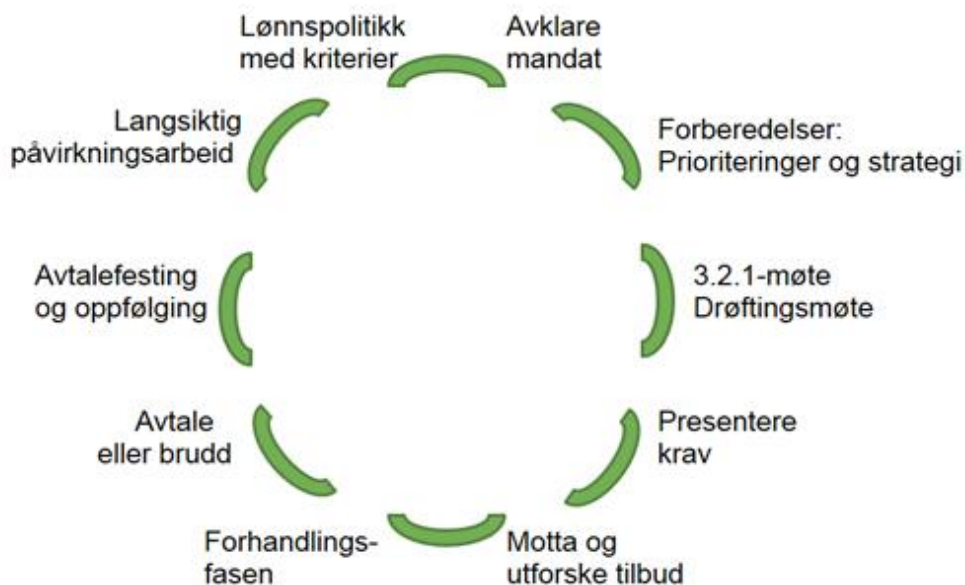 Lønnspolitikk
med kriterier
Avklare
mandat
Forberedelser:
Prioriteringer og strategi
3.2.1-møte
Drøftingsmøte
Presentere
krav
Motta og
utforske tilbud
Forhandlings-
fasen
Avtale
eller brudd
Avtalefesting
og oppfølging
Langsiktig
påvirkningsarbeid